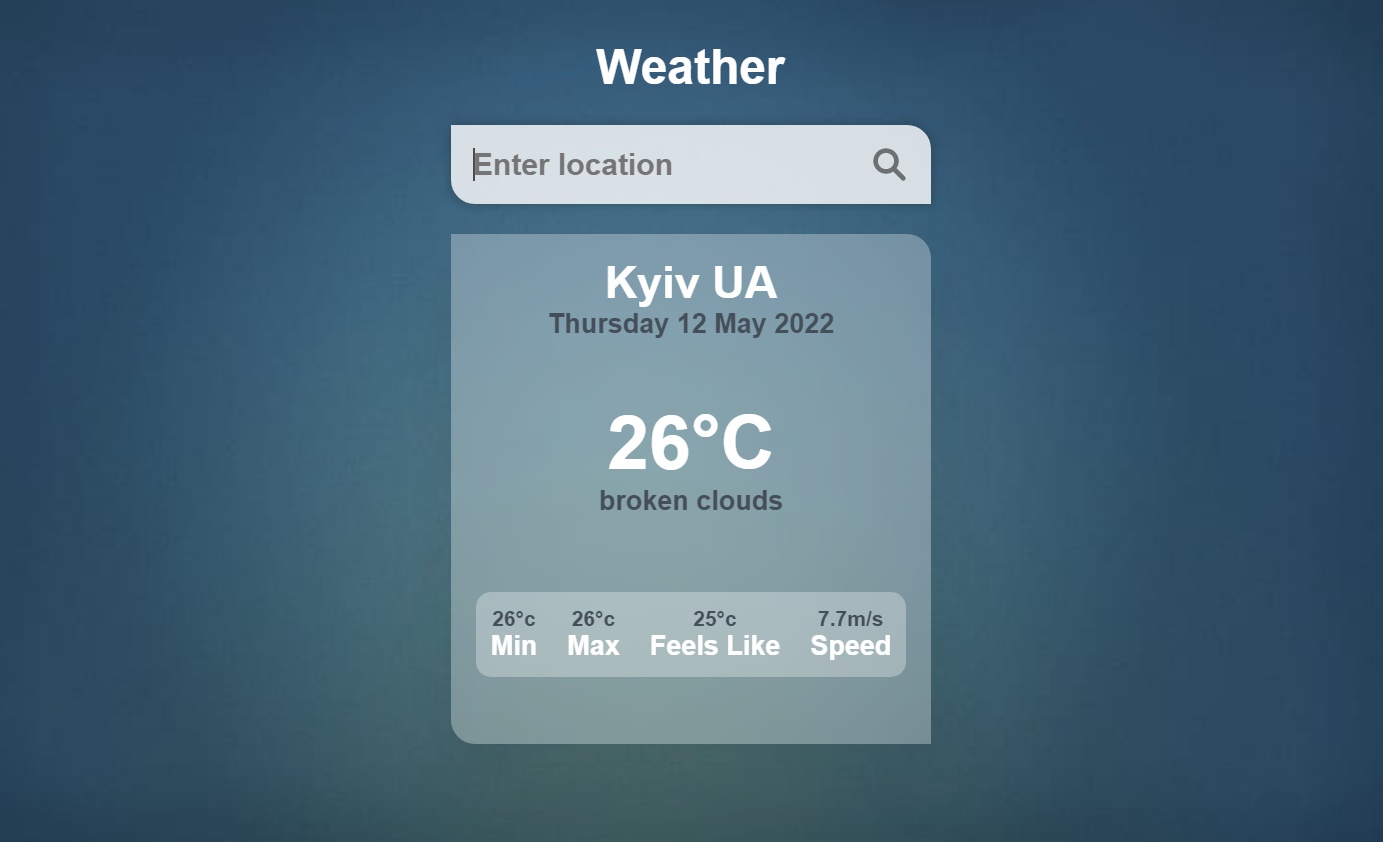 Weather
Enter location
Kyiv UA
Thursday 12 May 2022
26°C
broken clouds
26°c 26°c 25°c 7.7m/s
Min Max Feels Like Speed